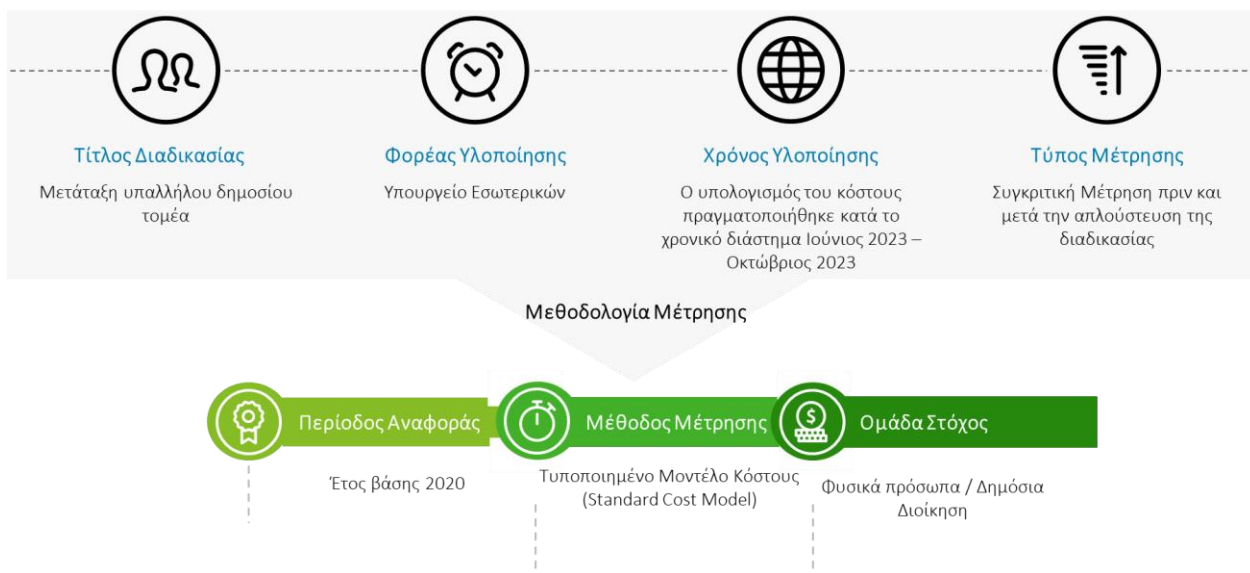 Τίτλος Διαδικασίας
Μετάταξη υπαλλήλου δημοσίου
τομέα
Φορέας Υλοποίησης
Υπουργείο Εσωτερικών
Χρόνος Υλοποίησης
Ο υπολογισμός του κόστους
πραγματοποιήθηκε κατά το
χρονικό διάστημα Ιούνιος 2023 –
Οκτώβριος 2023
Τύπος Μέτρησης
Συγκριτική Μέτρηση πριν και
μετά την απλούστευση της
διαδικασίας
Μεθοδολογία Μέτρησης
Περίοδος Αναφοράς
Έτος βάσης 2020
Μέθοδος Μέτρησης
Τυποποιημένο Μοντέλο Κόστους
(Standard Cost Model)
$
Ομάδα Στόχος
Φυσικά πρόσωπα / Δημόσια
Διοίκηση